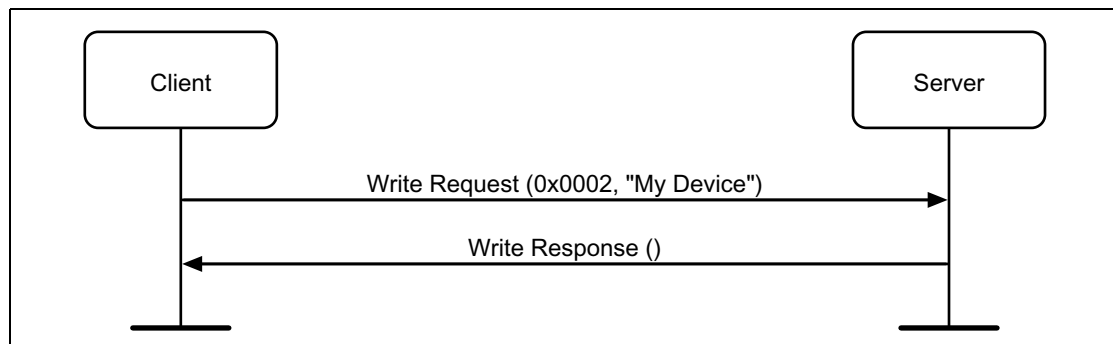 Client
Server
Write Request (0x0002, "My Device")
Write Response ()